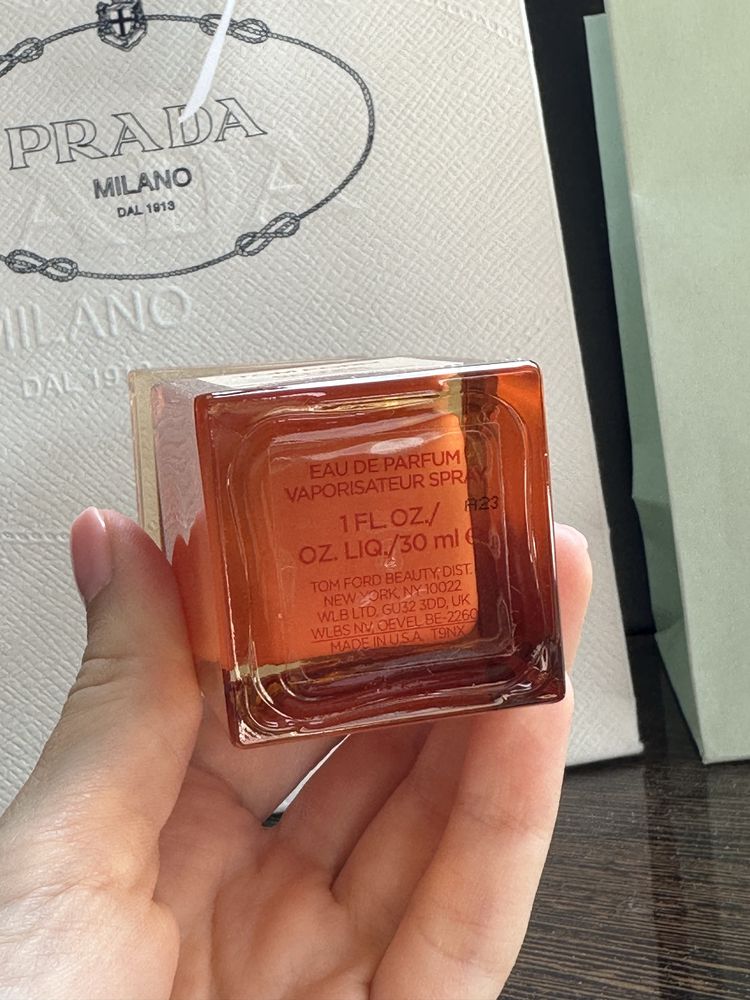 PRADA
MILANO
DAL 1913
MILANO
DAL 19
EAU DE PARFUM
VAPORISATEUR SPRAY
A23
1 FL. OZ./
OZ. LIQ./30 ml e
TOM FORD BEAUTY, DIST.
NEW YORK, NY 10022
WLB LTD, GU32 3DD, UK
WLBS NV, OEVEL BE-2260
MADE IN U.S.A. T9NX